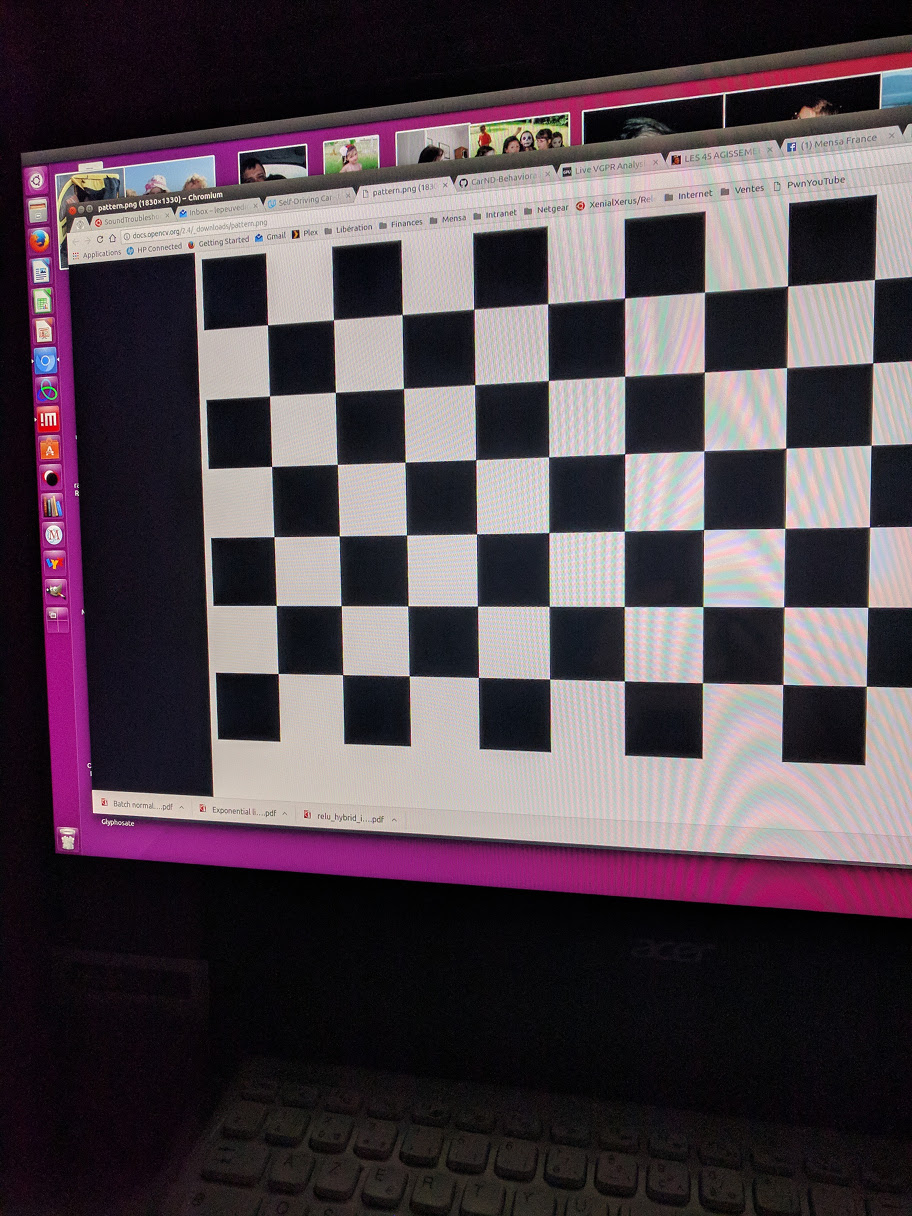 pattern.png (1830×1330) – Chromium
SoundTroublesh Inbox – lepeuved Self-Driving Car pattern.png (183 CarND-Behaviora Live VGPR Analys LES 45 AGISSEM (1) Mensa France
docs.opencv.org/2.4/_downloads/pattern.png
Applications HP Connected Getting Started Gmail Plex Libération Finances Mensa Intranet Netgear XenialXerus/Rel Internet Ventes PwnYouTube
Batch normal....pdf Exponential li....pdf relu_hybrid_i....pdf
Glyphosate
acer
A Z E R T Y U